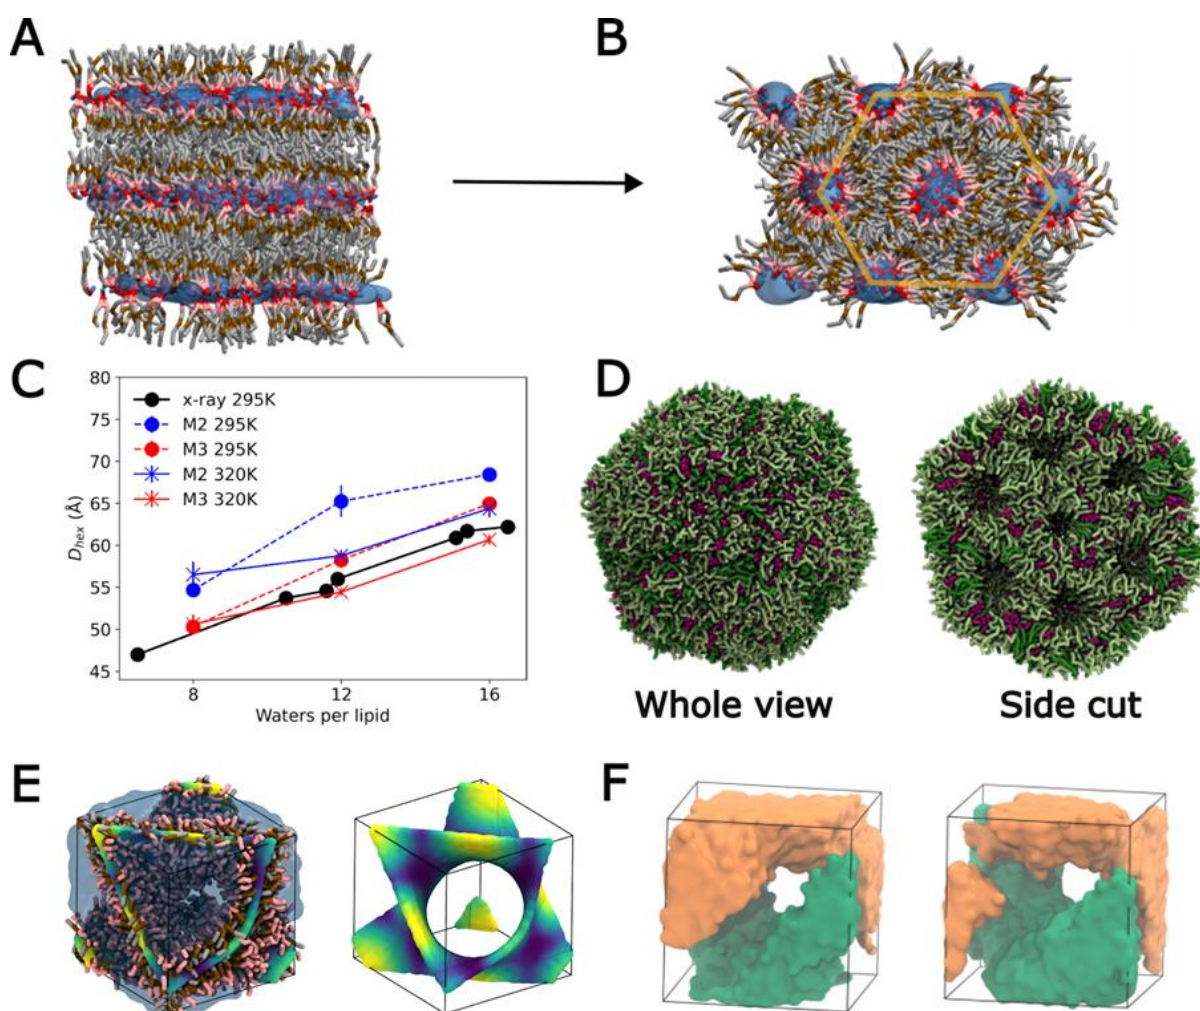 A
B
C
80
75
70
65
60
55
50
45
D_hex (Å)
x-ray 295K
M2 295K
M3 295K
M2 320K
M3 320K
8
12
16
Waters per lipid
D
Whole view
Side cut
E
F